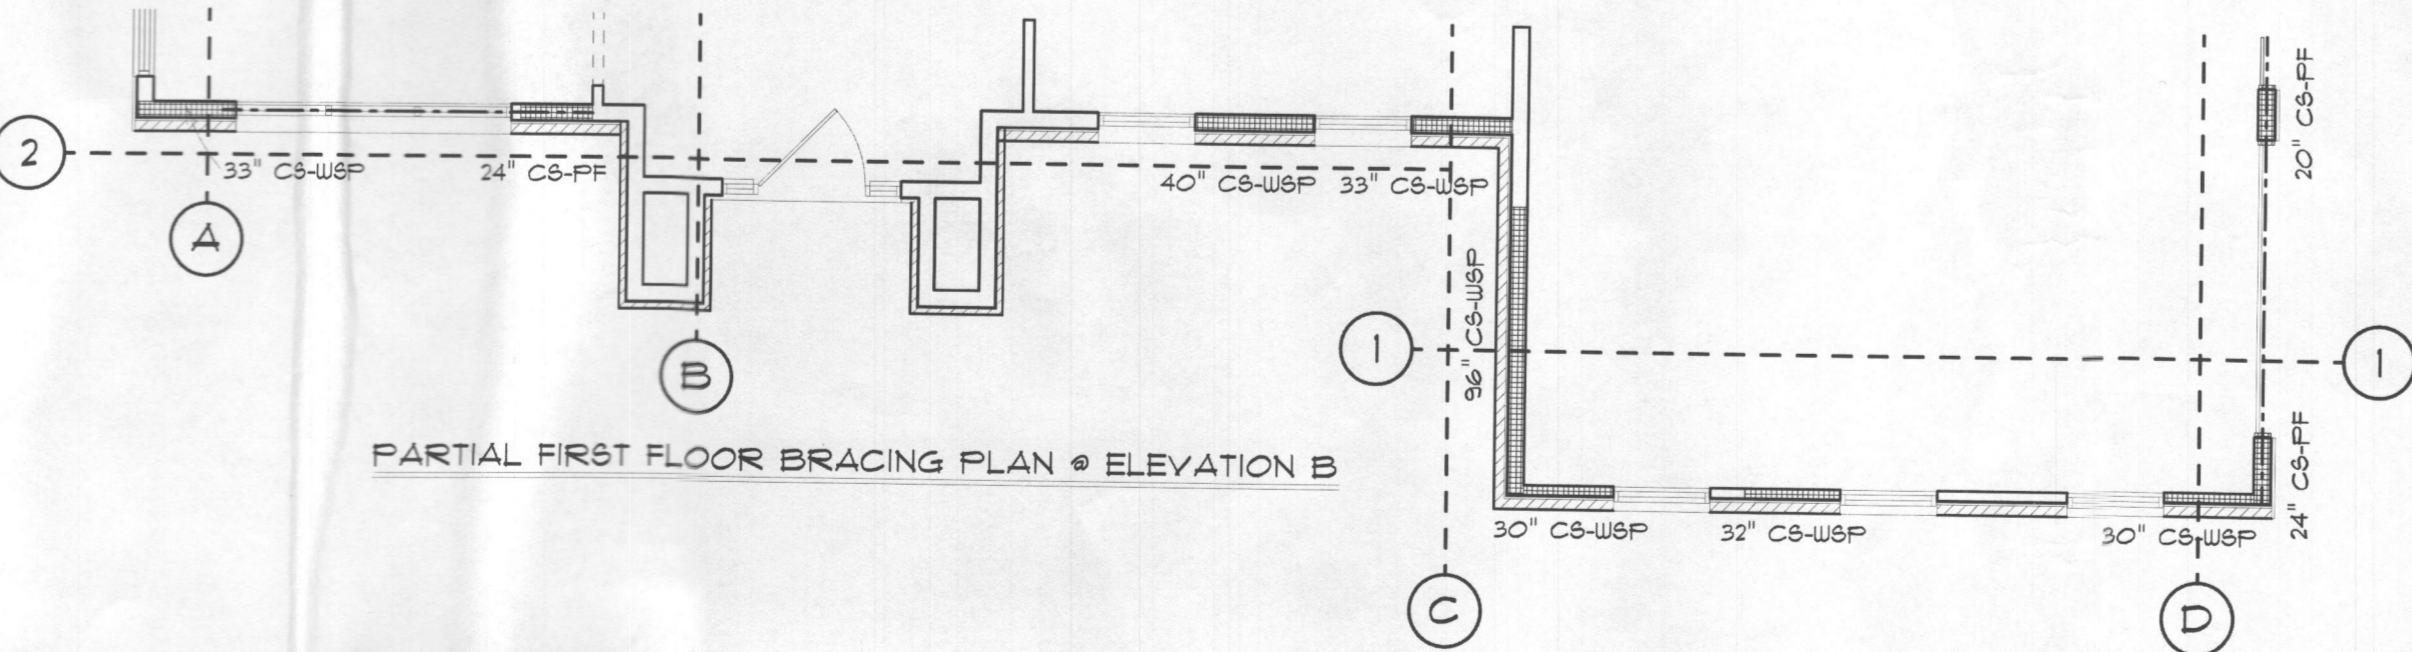 2
33" CS-WSP
24" CS-PF
40" CS-WSP
33" CS-WSP
20" CS-PF
A
B
1
96" CS-WSP
1
PARTIAL FIRST FLOOR BRACING PLAN @ ELEVATION B
30" CS-WSP
32" CS-WSP
30" CS-WSP
24" CS-PF
C
D